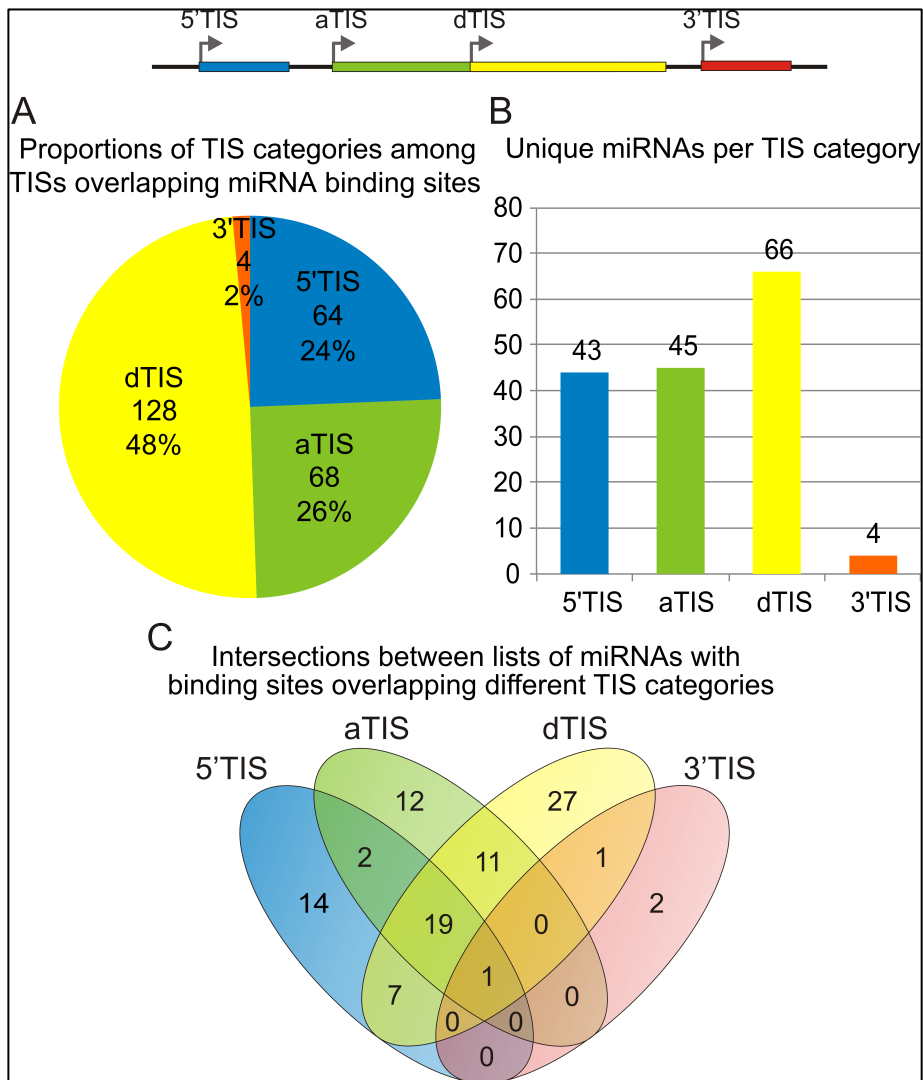 5’TIS aTIS dTIS 3’TIS
A
Proportions of TIS categories among
TISs overlapping miRNA binding sites
3'TIS
4
2%
5'TIS
64
24%
dTIS
128
48%
aTIS
68
26%
B
Unique miRNAs per TIS category
80
70
60
50
40
30
20
10
0
43
45
66
4
5'TIS aTIS dTIS 3'TIS
C
Intersections between lists of miRNAs with
binding sites overlapping different TIS categories
5’TIS aTIS dTIS 3’TIS
12 27
2 11 1
14 19 0 2
1
7 0
0 0
0